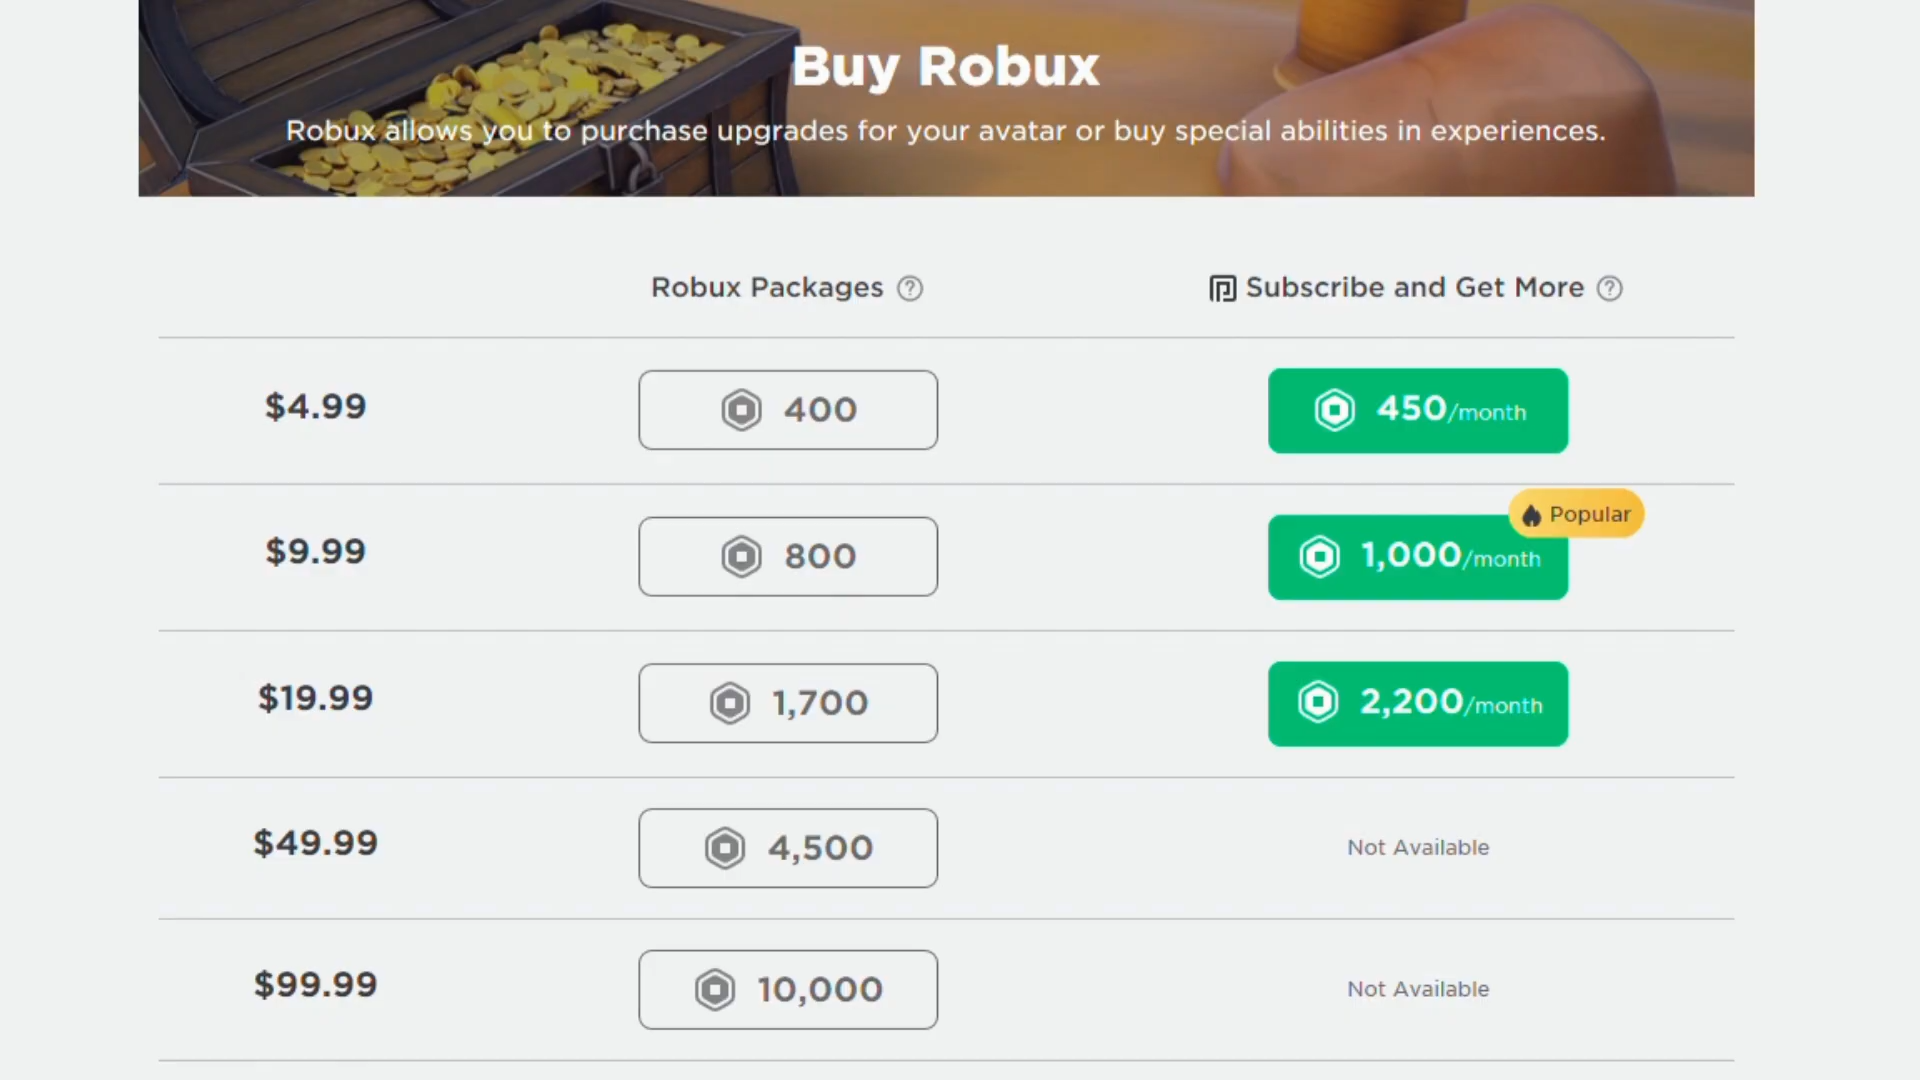 Buy Robux
Robux allows you to purchase upgrades for your avatar or buy special abilities in experiences.
Robux Packages ? Subscribe and Get More ?
$4.99 400 450/month
Popular
$9.99 800 1,000/month
$19.99 1,700 2,200/month
$49.99 4,500 Not Available
$99.99 10,000 Not Available